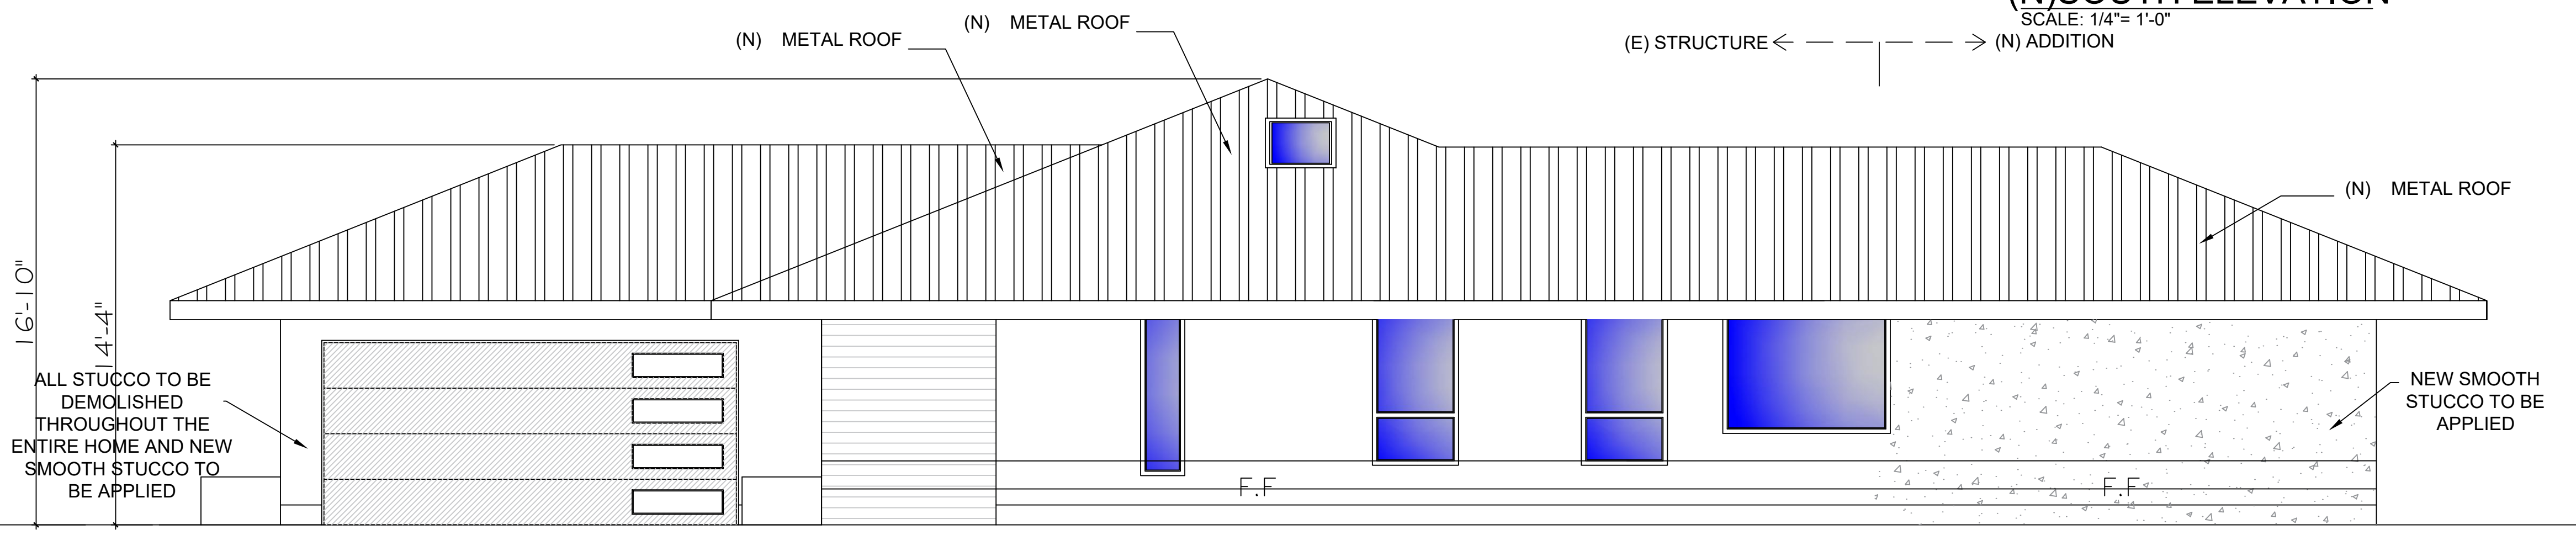 (N)SOUTH ELEVATION
SCALE: 1/4"= 1'-0"
(N) METAL ROOF
(N) METAL ROOF
(E) STRUCTURE
(N) ADDITION
(N) METAL ROOF
16'-10"
14'-4"
ALL STUCCO TO BE
DEMOLISHED
THROUGHOUT THE
ENTIRE HOME AND NEW
SMOOTH STUCCO TO
BE APPLIED
NEW SMOOTH
STUCCO TO BE
APPLIED
F.F
F.F